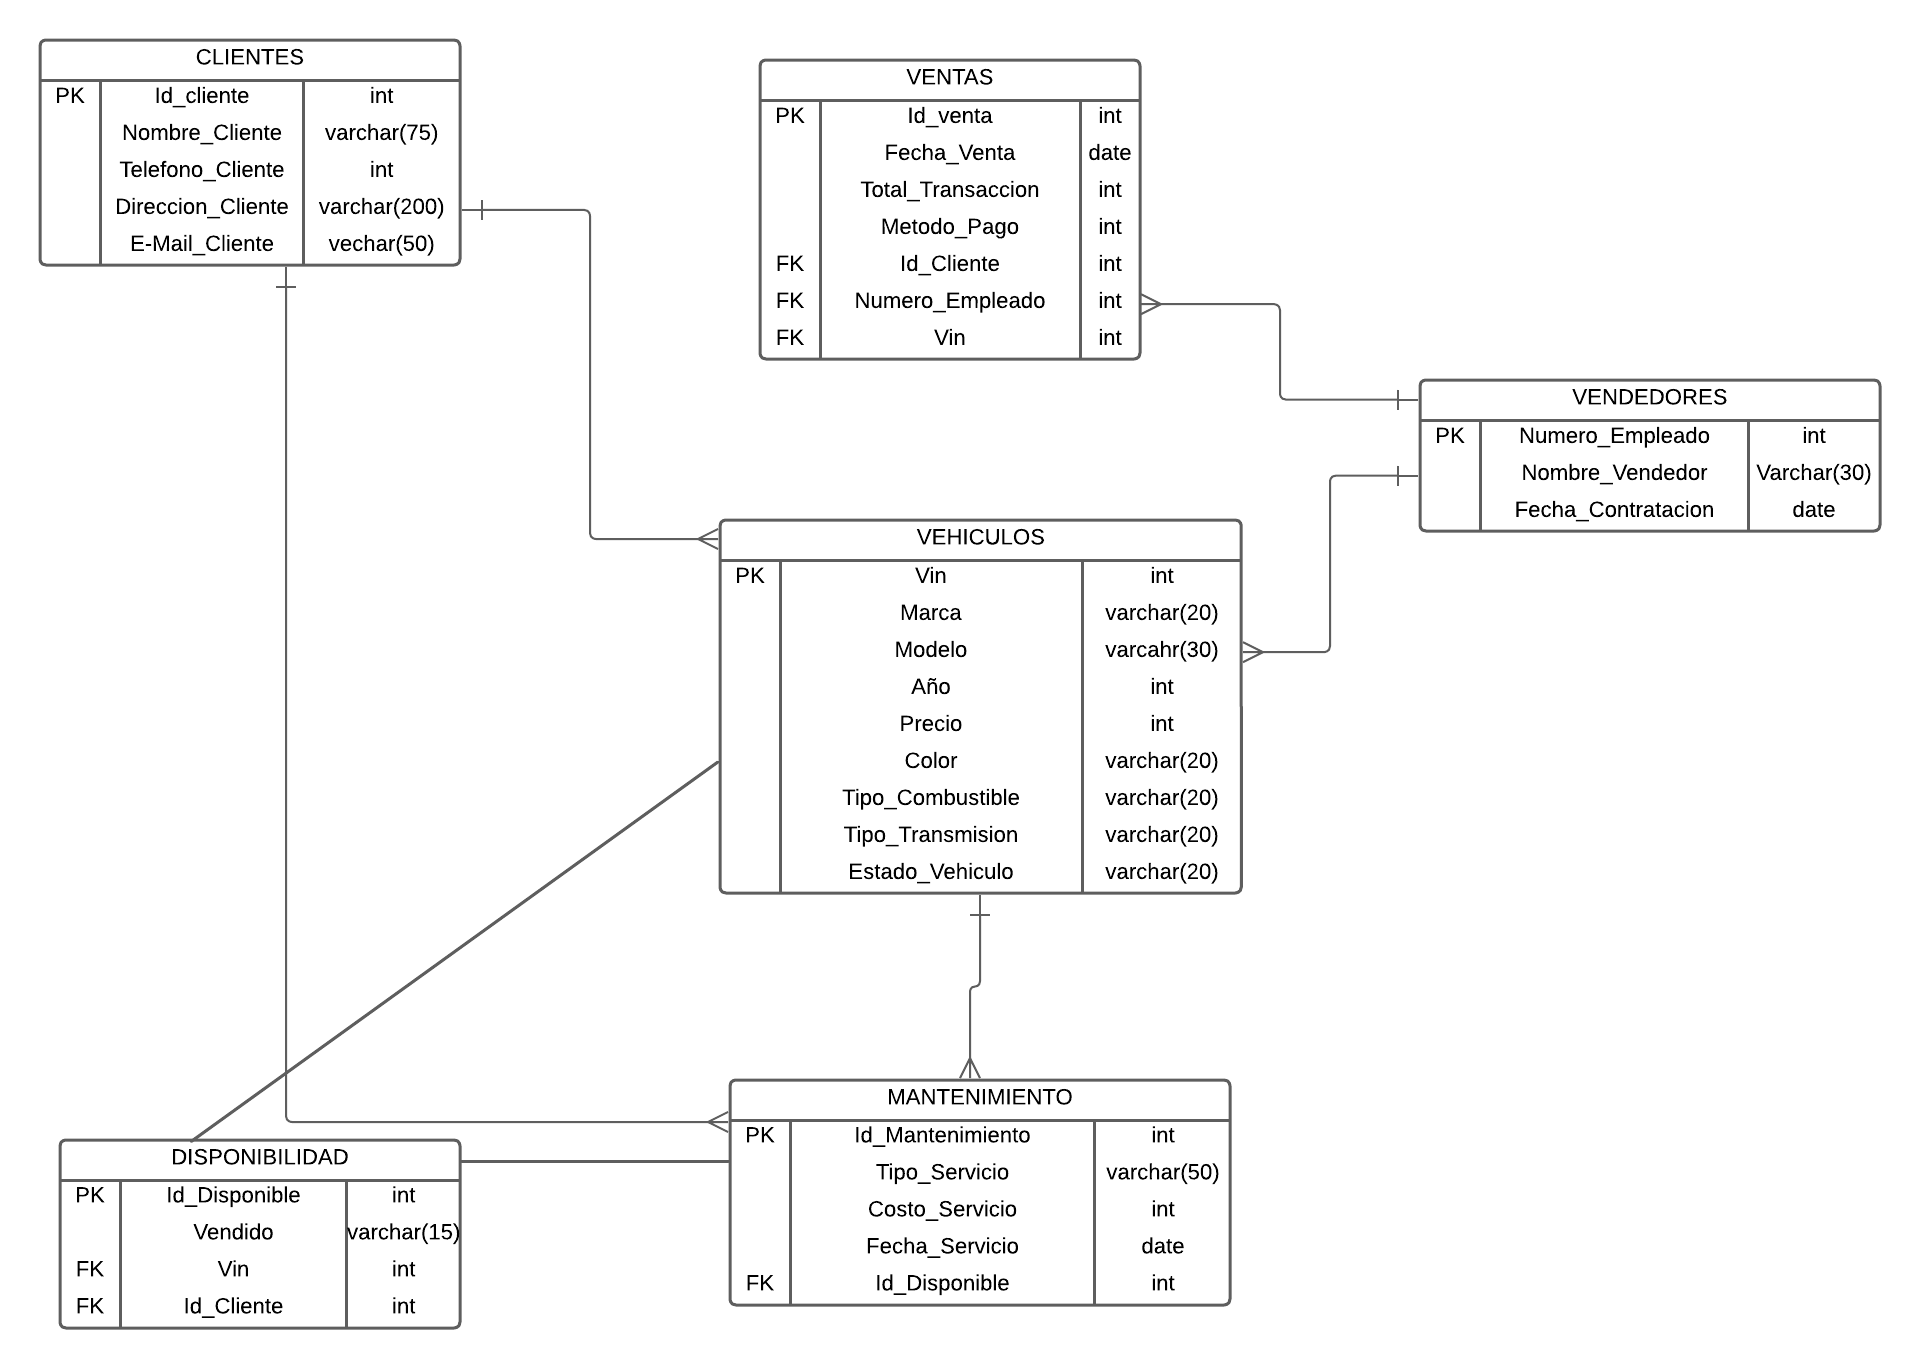 CLIENTES
PK Id_cliente int
Nombre_Cliente varchar(75)
Telefono_Cliente int
Direccion_Cliente varchar(200)
E-Mail_Cliente vechar(50)
VENTAS
PK Id_venta int
Fecha_Venta date
Total_Transaccion int
Metodo_Pago int
FK Id_Cliente int
FK Numero_Empleado int
FK Vin int
VENDEDORES
PK Numero_Empleado int
Nombre_Vendedor Varchar(30)
Fecha_Contratacion date
VEHICULOS
PK Vin int
Marca varchar(20)
Modelo varcahr(30)
Año int
Precio int
Color varchar(20)
Tipo_Combustible varchar(20)
Tipo_Transmision varchar(20)
Estado_Vehiculo varchar(20)
MANTENIMIENTO
PK Id_Mantenimiento int
Tipo_Servicio varchar(50)
Costo_Servicio int
Fecha_Servicio date
FK Id_Disponible int
DISPONIBILIDAD
PK Id_Disponible int
Vendido varchar(15)
FK Vin int
FK Id_Cliente int